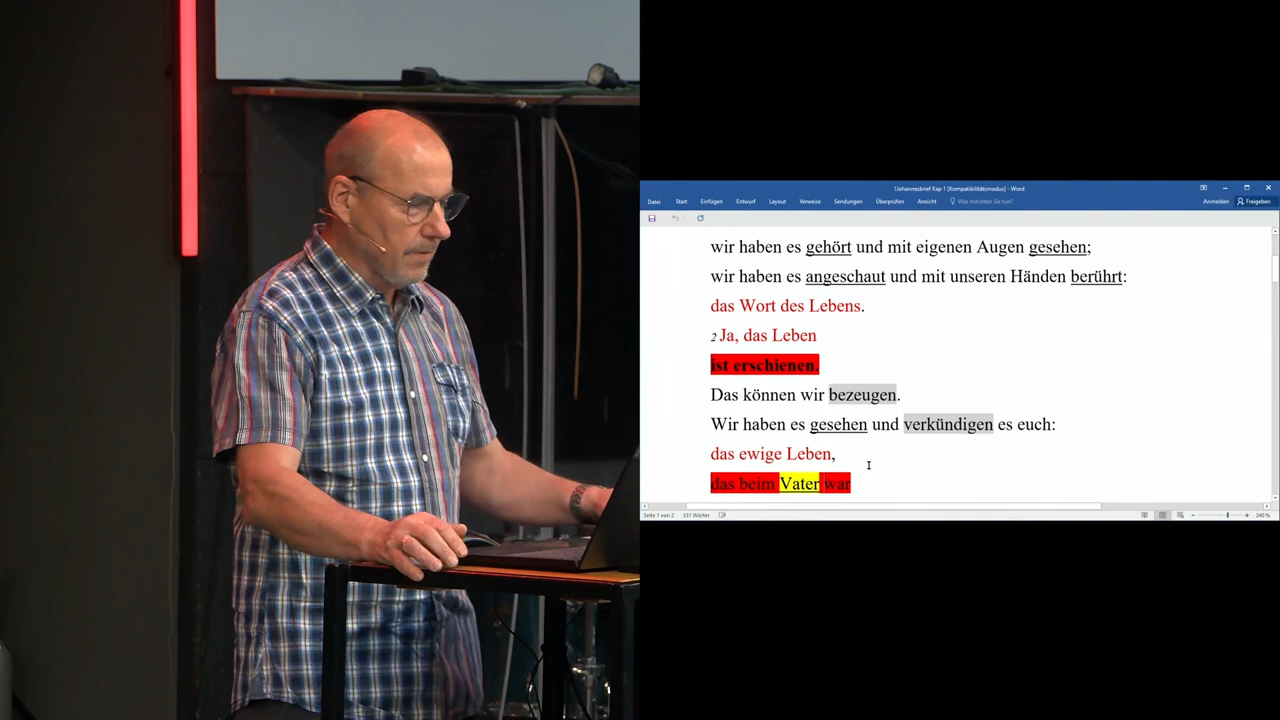 1Johannesbrief Kap 1 [Kompatibilitätsmodus] - Word
Datei Start Einfügen Entwurf Layout Verweise Sendungen Überprüfen Ansicht Was möchten Sie tun? Anmelden Freigeben
wir haben es gehört und mit eigenen Augen gesehen;
wir haben es angeschaut und mit unseren Händen berührt:
das Wort des Lebens.
2 Ja, das Leben
ist erschienen.
Das können wir bezeugen.
Wir haben es gesehen und verkündigen es euch:
das ewige Leben,
das beim Vater war
Seite 1 von 2 331 Wörter 240 %